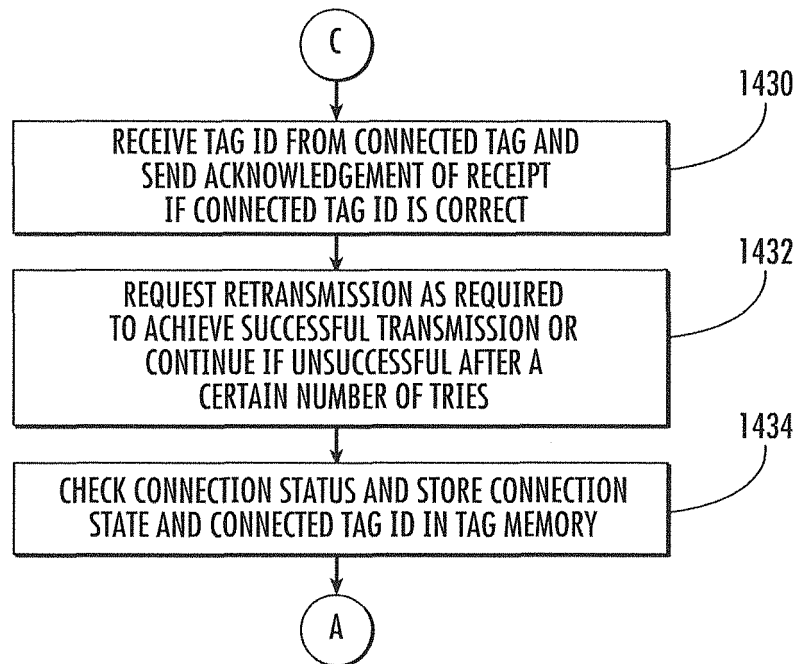 C
1430
RECEIVE TAG ID FROM CONNECTED TAG AND
SEND ACKNOWLEDGEMENT OF RECEIPT
IF CONNECTED TAG ID IS CORRECT
1432
REQUEST RETRANSMISSION AS REQUIRED
TO ACHIEVE SUCCESSFUL TRANSMISSION OR
CONTINUE IF UNSUCCESSFUL AFTER A
CERTAIN NUMBER OF TRIES
1434
CHECK CONNECTION STATUS AND STORE CONNECTION
STATE AND CONNECTED TAG ID IN TAG MEMORY
A